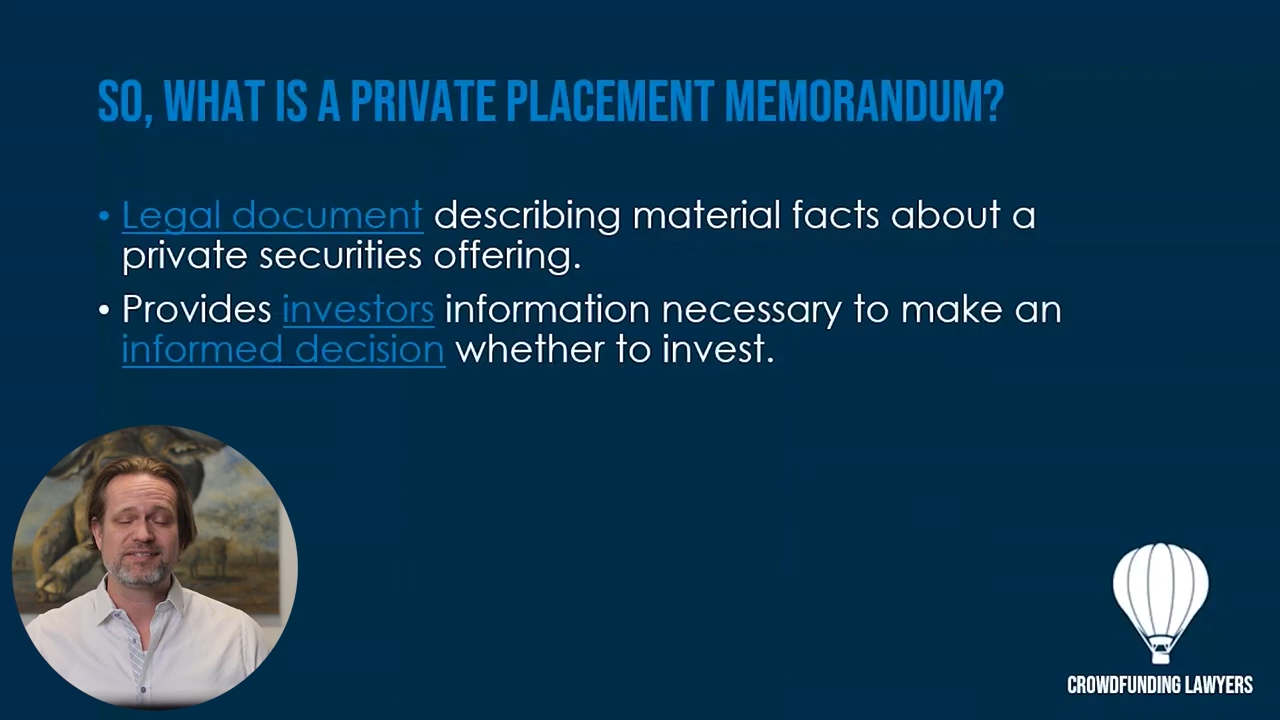 SO, WHAT IS A PRIVATE PLACEMENT MEMORANDUM?
• Legal document describing material facts about a
private securities offering.
• Provides investors information necessary to make an
informed decision whether to invest.
CROWDFUNDING LAWYERS